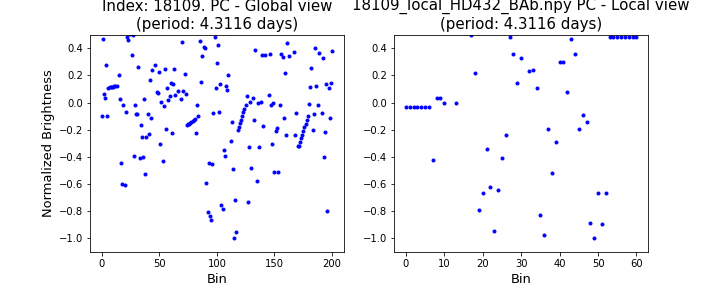 Index: 18109. PC - Global view
(period: 4.3116 days)
18109_local_HD432_BAb.npy PC - Local view
(period: 4.3116 days)
Normalized Brightness
0.4
0.2
0.0
−0.2
−0.4
−0.6
−0.8
−1.0
0 50 100 150 200
Bin
0.4
0.2
0.0
−0.2
−0.4
−0.6
−0.8
−1.0
0 10 20 30 40 50 60
Bin